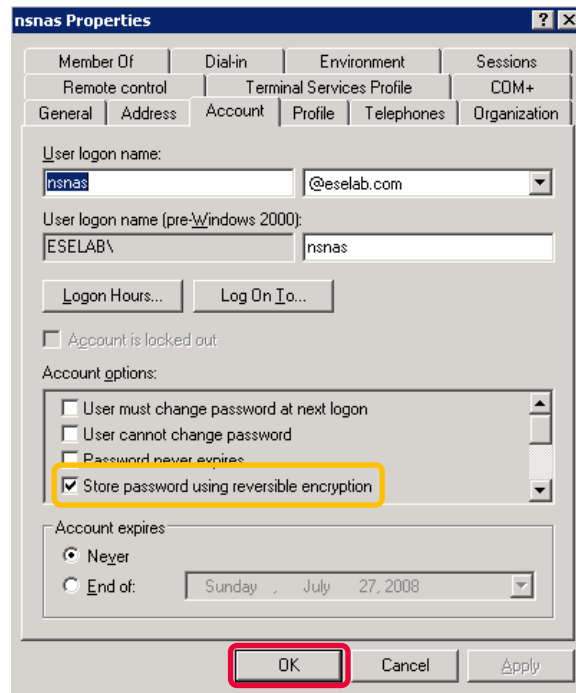 nsnas Properties
Member Of Dial-in Environment Sessions
Remote control Terminal Services Profile COM+
General Address Account Profile Telephones Organization
User logon name:
nsnas @eselab.com
User logon name (pre-Windows 2000):
ESELAB\ nsnas
Logon Hours... Log On To...
Account is locked out
Account options:
User must change password at next logon
User cannot change password
Password never expires
Store password using reversible encryption
Account expires
Never
End of: Sunday , July 27, 2008
OK Cancel Apply